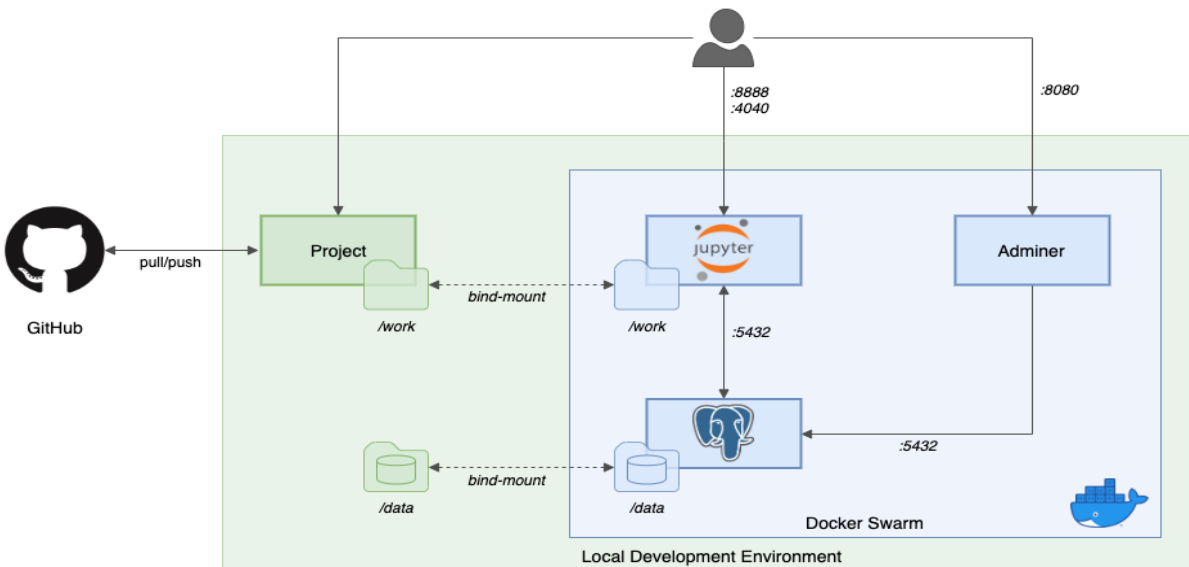 :8888
:4040
:8080
Project
jupyter
Adminer
pull/push
GitHub
bind-mount
/work
/work
:5432
:5432
bind-mount
/data
/data
Docker Swarm
Local Development Environment